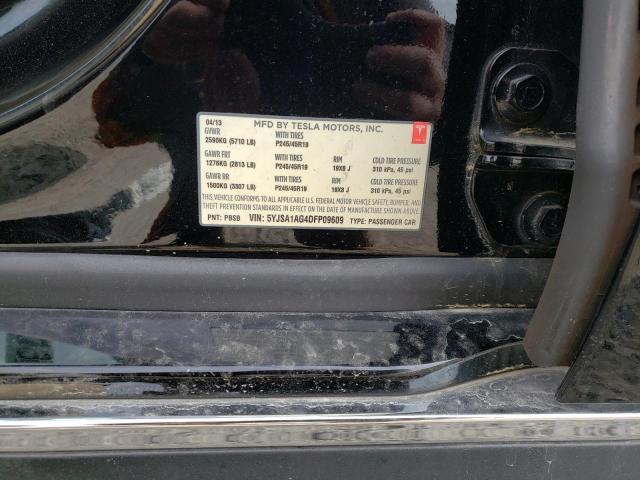 04/13 MFD BY TESLA MOTORS, INC.
GVWR WITH TIRES
2590KG (5710 LB) P245/45R19
GAWR FRT WITH TIRES RIM COLD TIRE PRESSURE
1276KG (2813 LB) P245/45R19 19X8 J 310 kPa, 45 psi
GAWR RR WITH TIRES RIM COLD TIRE PRESSURE
1500KG (3307 LB) P245/45R19 19X8 J 310 kPa, 45 psi
THIS VEHICLE CONFORMS TO ALL APPLICABLE U.S. FEDERAL MOTOR VEHICLE SAFETY, BUMPER, AND THEFT
PREVENTION STANDARDS IN EFFECT ON THE DATE OF MANUFACTURE SHOWN ABOVE.
PNT: PBSB VIN: 5YJSA1AG4DFP09609 TYPE: PASSENGER CAR